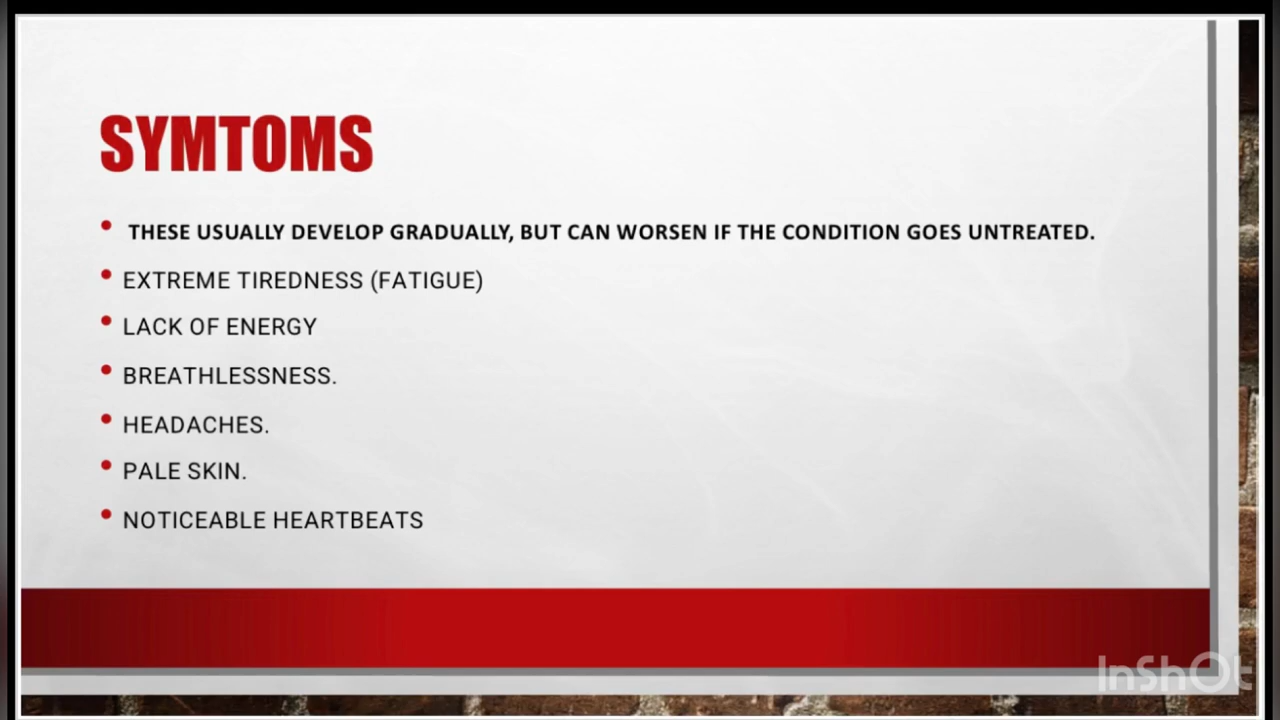 SYMTOMS
• THESE USUALLY DEVELOP GRADUALLY, BUT CAN WORSEN IF THE CONDITION GOES UNTREATED.
• EXTREME TIREDNESS (FATIGUE)
• LACK OF ENERGY
• BREATHLESSNESS.
• HEADACHES.
• PALE SKIN.
• NOTICEABLE HEARTBEATS
InShOt